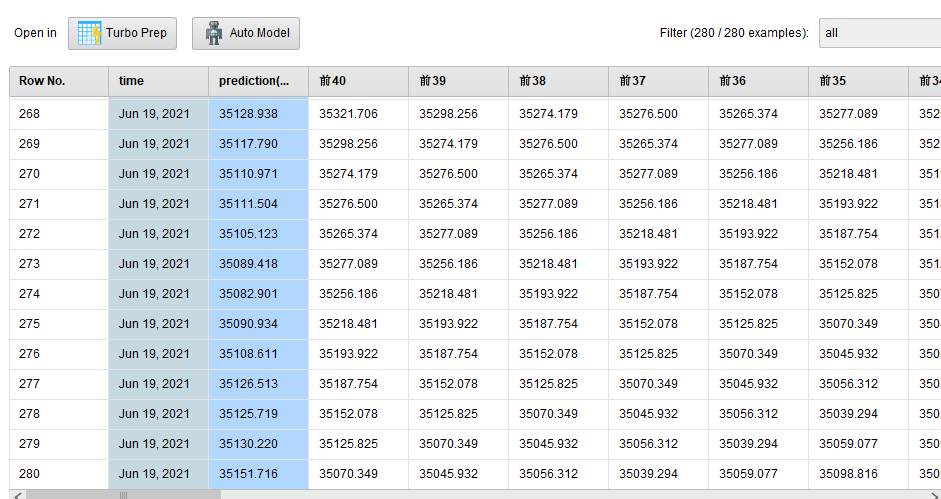 Open in Turbo Prep Auto Model Filter (280 / 280 examples): all
Row No. time prediction(... 前40 前39 前38 前37 前36 前35 前34
268 Jun 19, 2021 35128.938 35321.706 35298.256 35274.179 35276.500 35265.374 35277.089 352
269 Jun 19, 2021 35117.790 35298.256 35274.179 35276.500 35265.374 35277.089 35256.186 352
270 Jun 19, 2021 35110.971 35274.179 35276.500 35265.374 35277.089 35256.186 35218.481 351
271 Jun 19, 2021 35111.504 35276.500 35265.374 35277.089 35256.186 35218.481 35193.922 351
272 Jun 19, 2021 35105.123 35265.374 35277.089 35256.186 35218.481 35193.922 35187.754 351
273 Jun 19, 2021 35089.418 35277.089 35256.186 35218.481 35193.922 35187.754 35152.078 351
274 Jun 19, 2021 35082.901 35256.186 35218.481 35193.922 35187.754 35152.078 35125.825 350
275 Jun 19, 2021 35090.934 35218.481 35193.922 35187.754 35152.078 35125.825 35070.349 350
276 Jun 19, 2021 35108.611 35193.922 35187.754 35152.078 35125.825 35070.349 35045.932 350
277 Jun 19, 2021 35126.513 35187.754 35152.078 35125.825 35070.349 35045.932 35056.312 350
278 Jun 19, 2021 35125.719 35152.078 35125.825 35070.349 35045.932 35056.312 35039.294 350
279 Jun 19, 2021 35130.220 35125.825 35070.349 35045.932 35056.312 35039.294 35059.077 350
280 Jun 19, 2021 35151.716 35070.349 35045.932 35056.312 35039.294 35059.077 35098.816 350